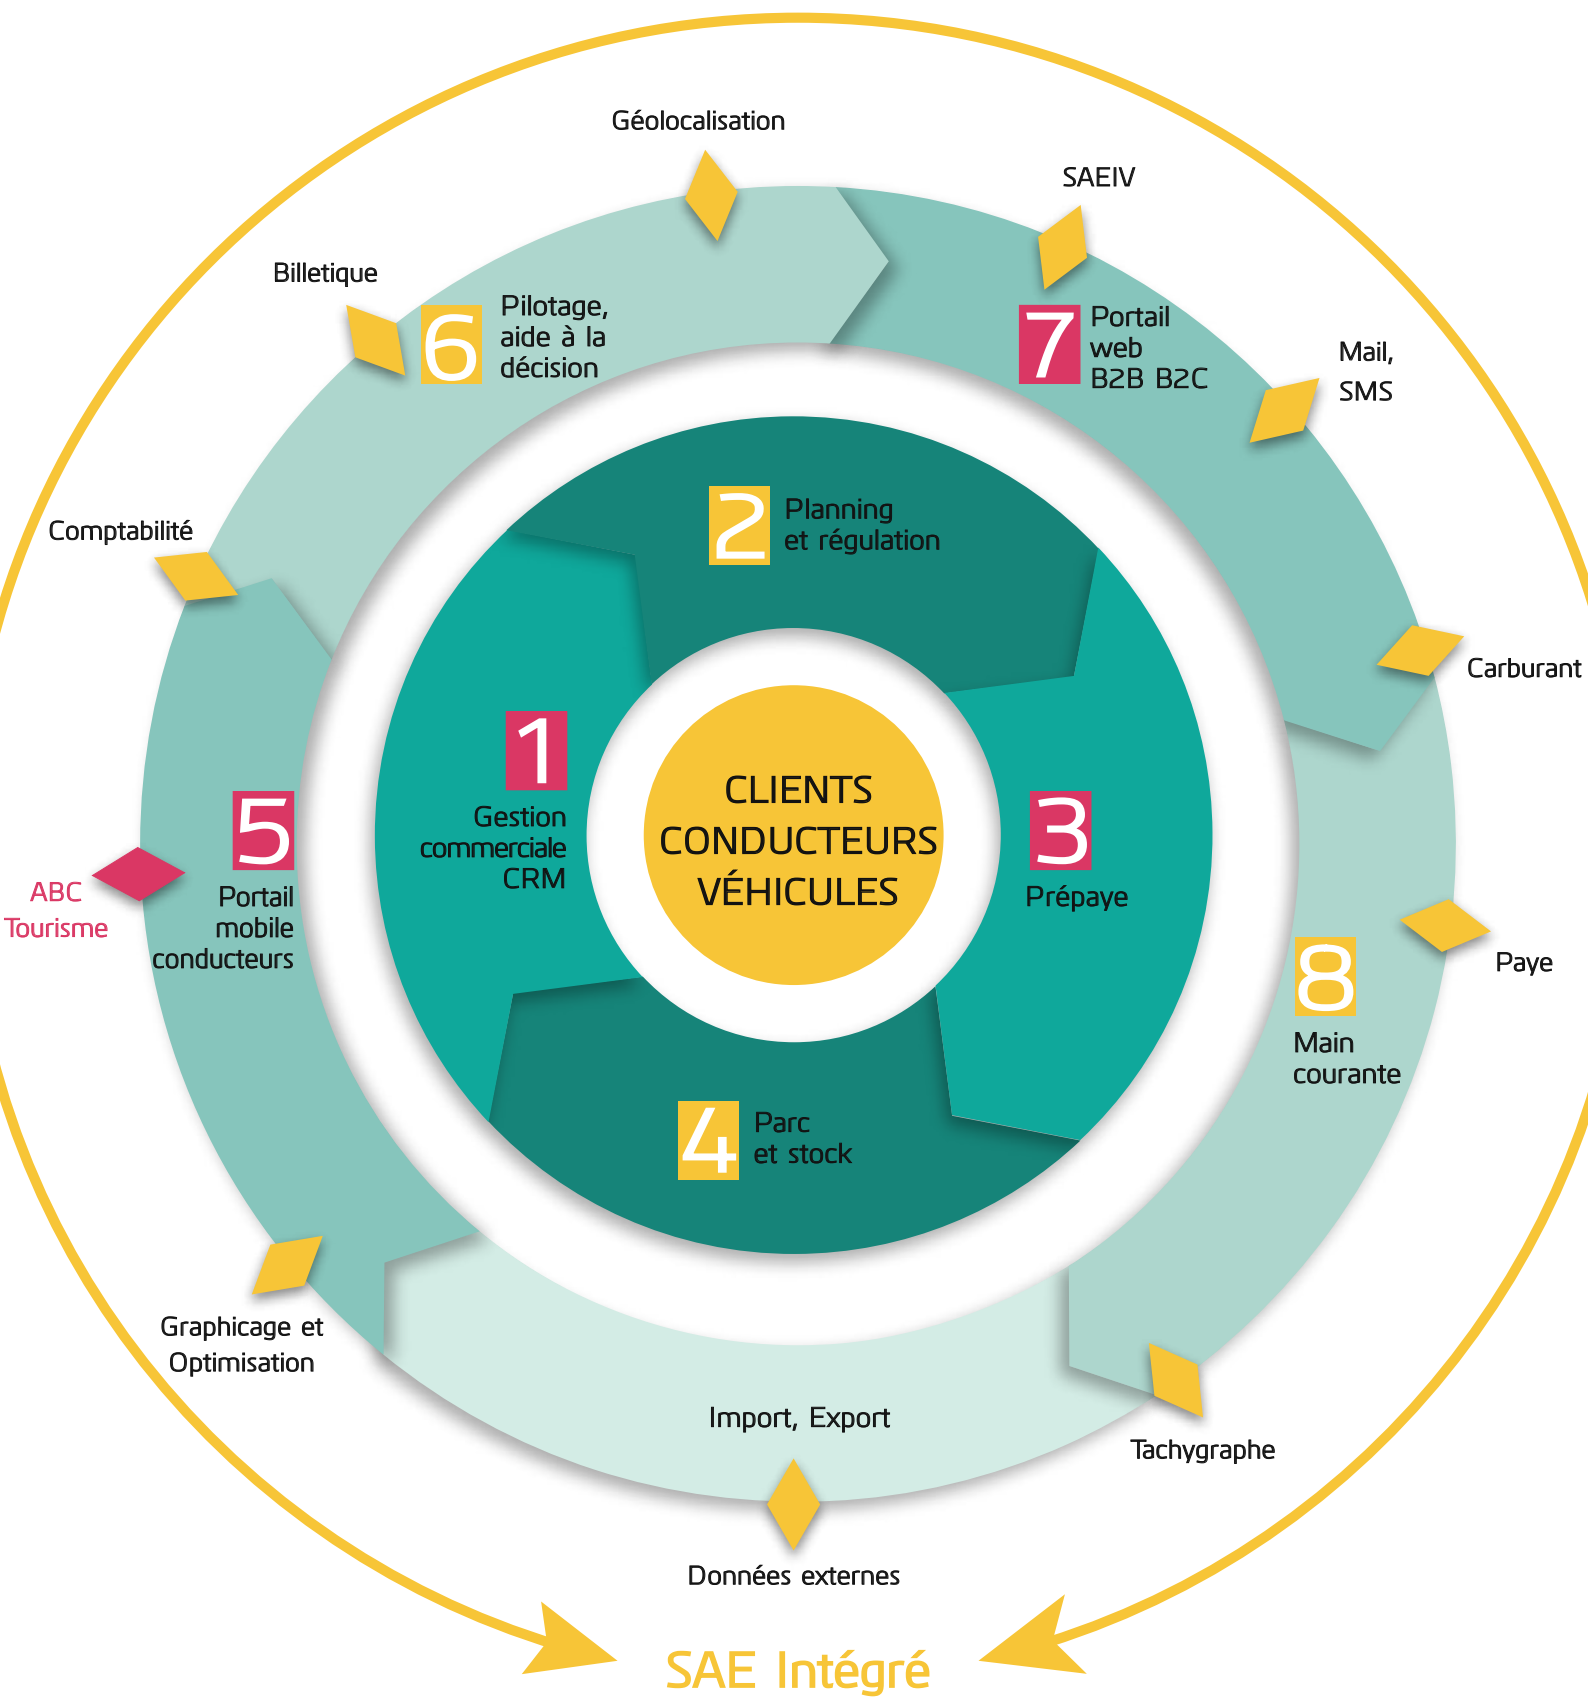 Géolocalisation
SAEIV
Billetique
6
Pilotage,
aide à la
décision
7
Portail
web
B2B B2C
Mail,
SMS
Comptabilité
2
Planning
et régulation
Carburant
1
Gestion
commerciale
CRM
CLIENTS
CONDUCTEURS
VÉHICULES
3
Prépaye
5
Portail
mobile
conducteurs
ABC
Tourisme
8
Main
courante
Paye
4
Parc
et stock
Graphicage et
Optimisation
Import, Export
Tachygraphe
Données externes
SAE Intégré